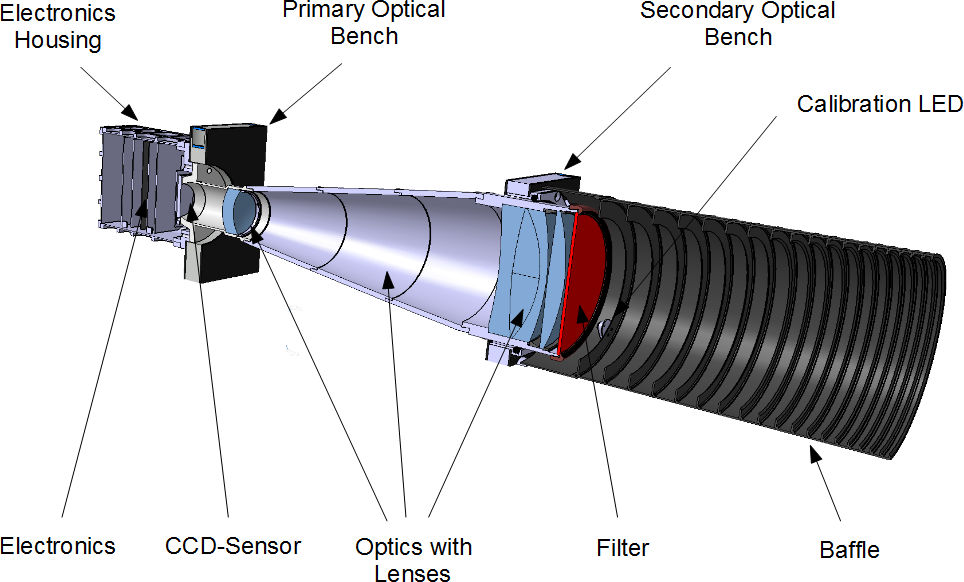 Electronics
Housing
Primary Optical
Bench
Secondary Optical
Bench
Calibration LED
Electronics
CCD-Sensor
Optics with
Lenses
Filter
Baffle